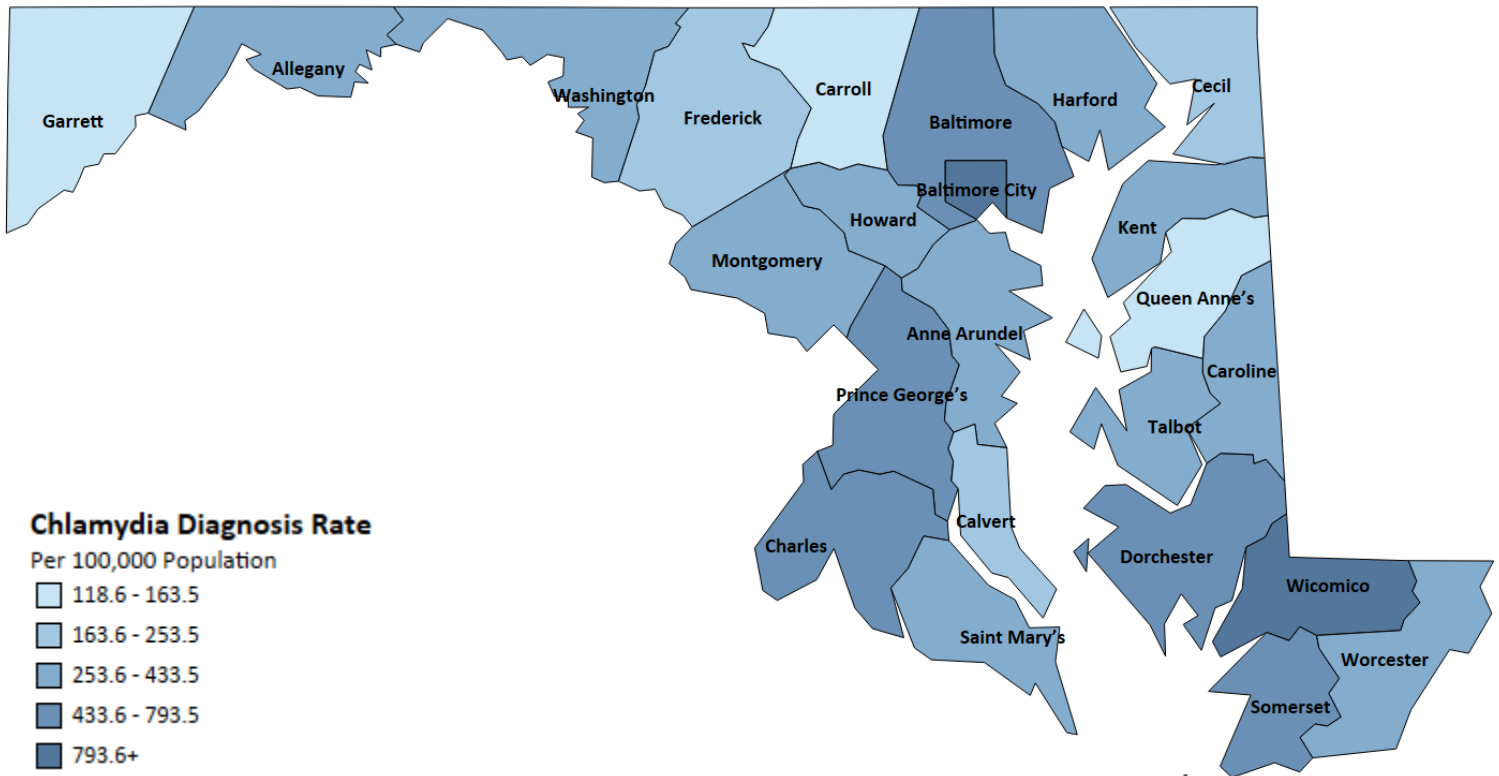 Garrett
Allegany
Washington
Frederick
Carroll
Baltimore
Harford
Cecil
Baltimore City
Howard
Montgomery
Kent
Queen Anne’s
Anne Arundel
Caroline
Prince George’s
Talbot
Calvert
Charles
Dorchester
Wicomico
Saint Mary’s
Worcester
Somerset
Chlamydia Diagnosis Rate
Per 100,000 Population
118.6 - 163.5
163.6 - 253.5
253.6 - 433.5
433.6 - 793.5
793.6+